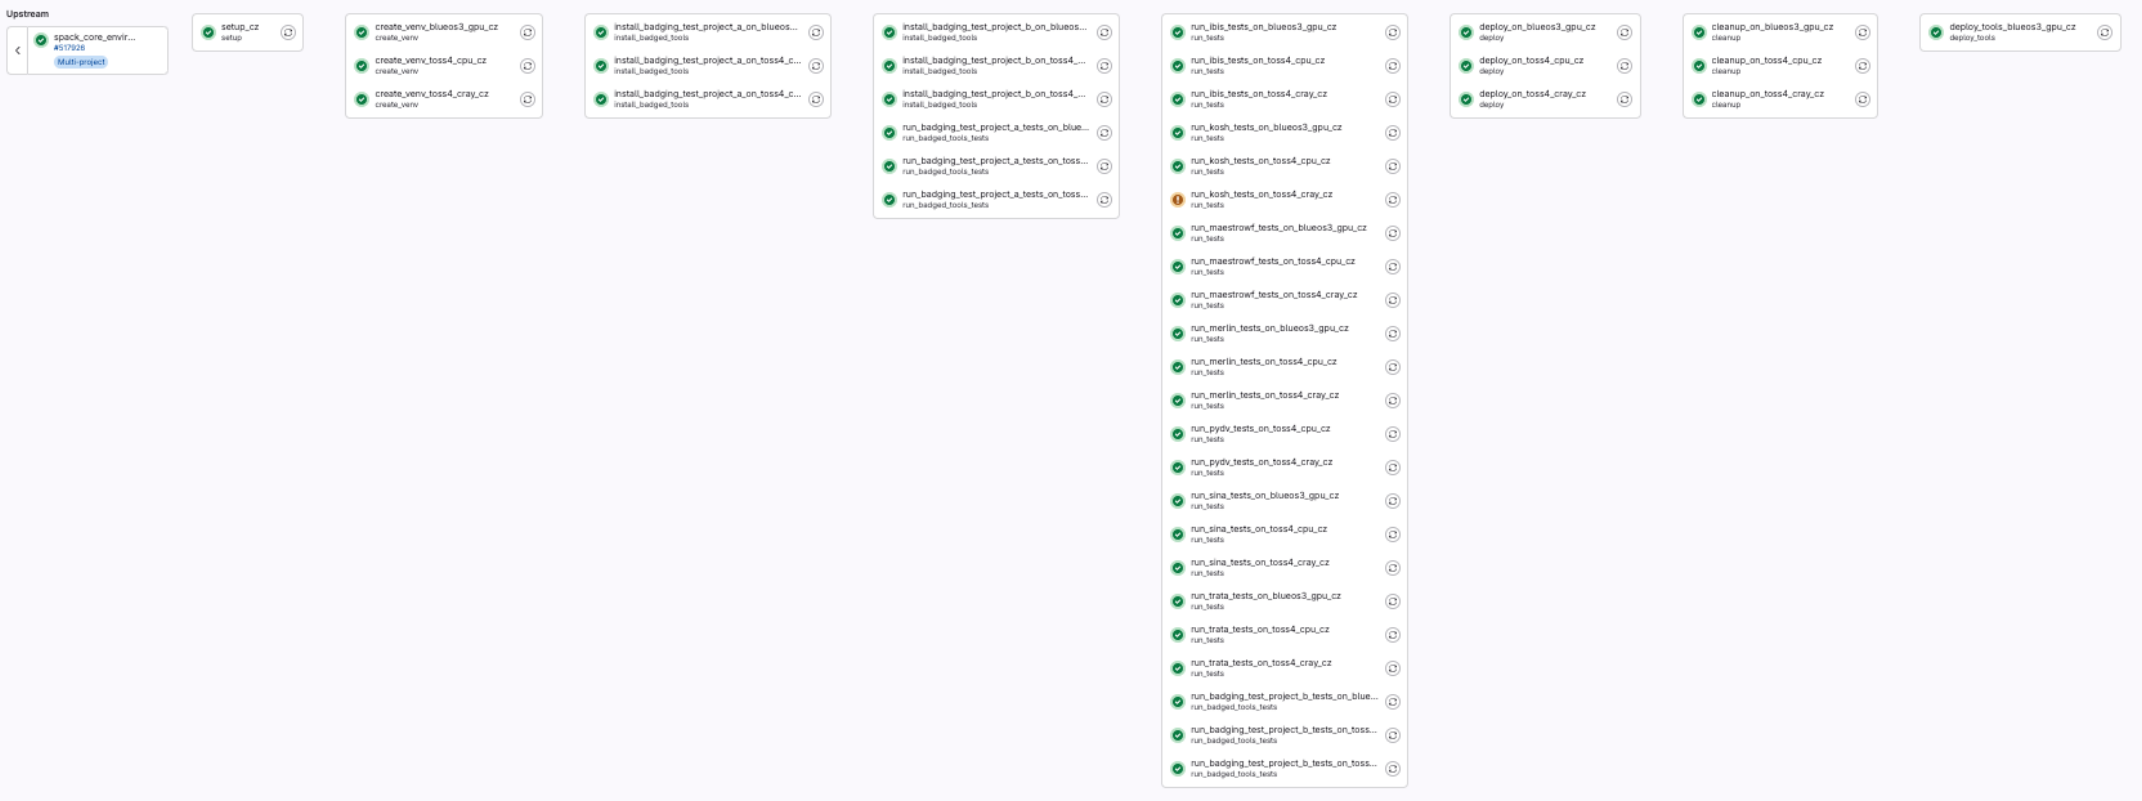 Upstream
spack_core_envir...
#517926
Multi-project
setup_cz
setup
create_venv_blueos3_gpu_cz
create_venv
create_venv_toss4_cpu_cz
create_venv
create_venv_toss4_cray_cz
create_venv
install_badging_test_project_a_on_blueos...
install_badged_tools
install_badging_test_project_a_on_toss4_c...
install_badged_tools
install_badging_test_project_a_on_toss4_c...
install_badged_tools
install_badging_test_project_b_on_blueos...
install_badged_tools
install_badging_test_project_b_on_toss4_...
install_badged_tools
install_badging_test_project_b_on_toss4_...
install_badged_tools
run_badging_test_project_a_tests_on_blue...
run_badged_tools_tests
run_badging_test_project_a_tests_on_toss...
run_badged_tools_tests
run_badging_test_project_a_tests_on_toss...
run_badged_tools_tests
run_ibis_tests_on_blueos3_gpu_cz
run_tests
run_ibis_tests_on_toss4_cpu_cz
run_tests
run_ibis_tests_on_toss4_cray_cz
run_tests
run_kosh_tests_on_blueos3_gpu_cz
run_tests
run_kosh_tests_on_toss4_cpu_cz
run_tests
run_kosh_tests_on_toss4_cray_cz
run_tests
run_maestrowf_tests_on_blueos3_gpu_cz
run_tests
run_maestrowf_tests_on_toss4_cpu_cz
run_tests
run_maestrowf_tests_on_toss4_cray_cz
run_tests
run_merlin_tests_on_blueos3_gpu_cz
run_tests
run_merlin_tests_on_toss4_cpu_cz
run_tests
run_merlin_tests_on_toss4_cray_cz
run_tests
run_pydv_tests_on_toss4_cpu_cz
run_tests
run_pydv_tests_on_toss4_cray_cz
run_tests
run_sina_tests_on_blueos3_gpu_cz
run_tests
run_sina_tests_on_toss4_cpu_cz
run_tests
run_sina_tests_on_toss4_cray_cz
run_tests
run_trata_tests_on_blueos3_gpu_cz
run_tests
run_trata_tests_on_toss4_cpu_cz
run_tests
run_trata_tests_on_toss4_cray_cz
run_tests
run_badging_test_project_b_tests_on_blue...
run_badged_tools_tests
run_badging_test_project_b_tests_on_toss...
run_badged_tools_tests
run_badging_test_project_b_tests_on_toss...
run_badged_tools_tests
deploy_on_blueos3_gpu_cz
deploy
deploy_on_toss4_cpu_cz
deploy
deploy_on_toss4_cray_cz
deploy
cleanup_on_blueos3_gpu_cz
cleanup
cleanup_on_toss4_cpu_cz
cleanup
cleanup_on_toss4_cray_cz
cleanup
deploy_tools_blueos3_gpu_cz
deploy_tools